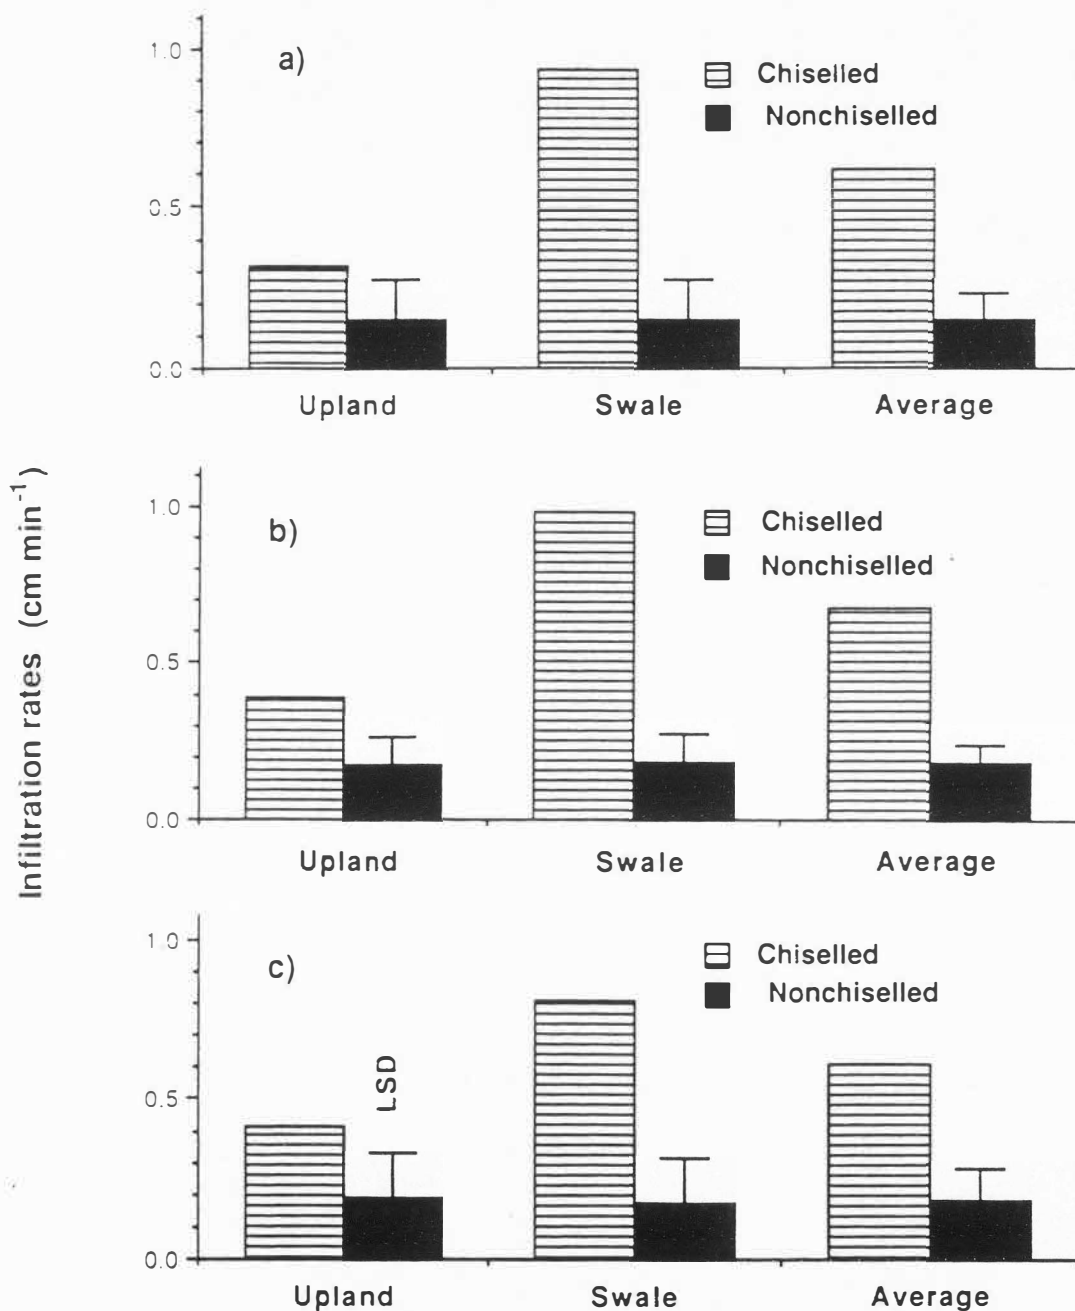 Infiltration rates (cm min⁻¹)
a)
Chiselled
Nonchiselled
1.0
0.5
0.0
Upland Swale Average
b)
Chiselled
Nonchiselled
1.0
0.5
0.0
Upland Swale Average
c)
Chiselled
Nonchiselled
1.0
0.5
0.0
LSD
Upland Swale Average